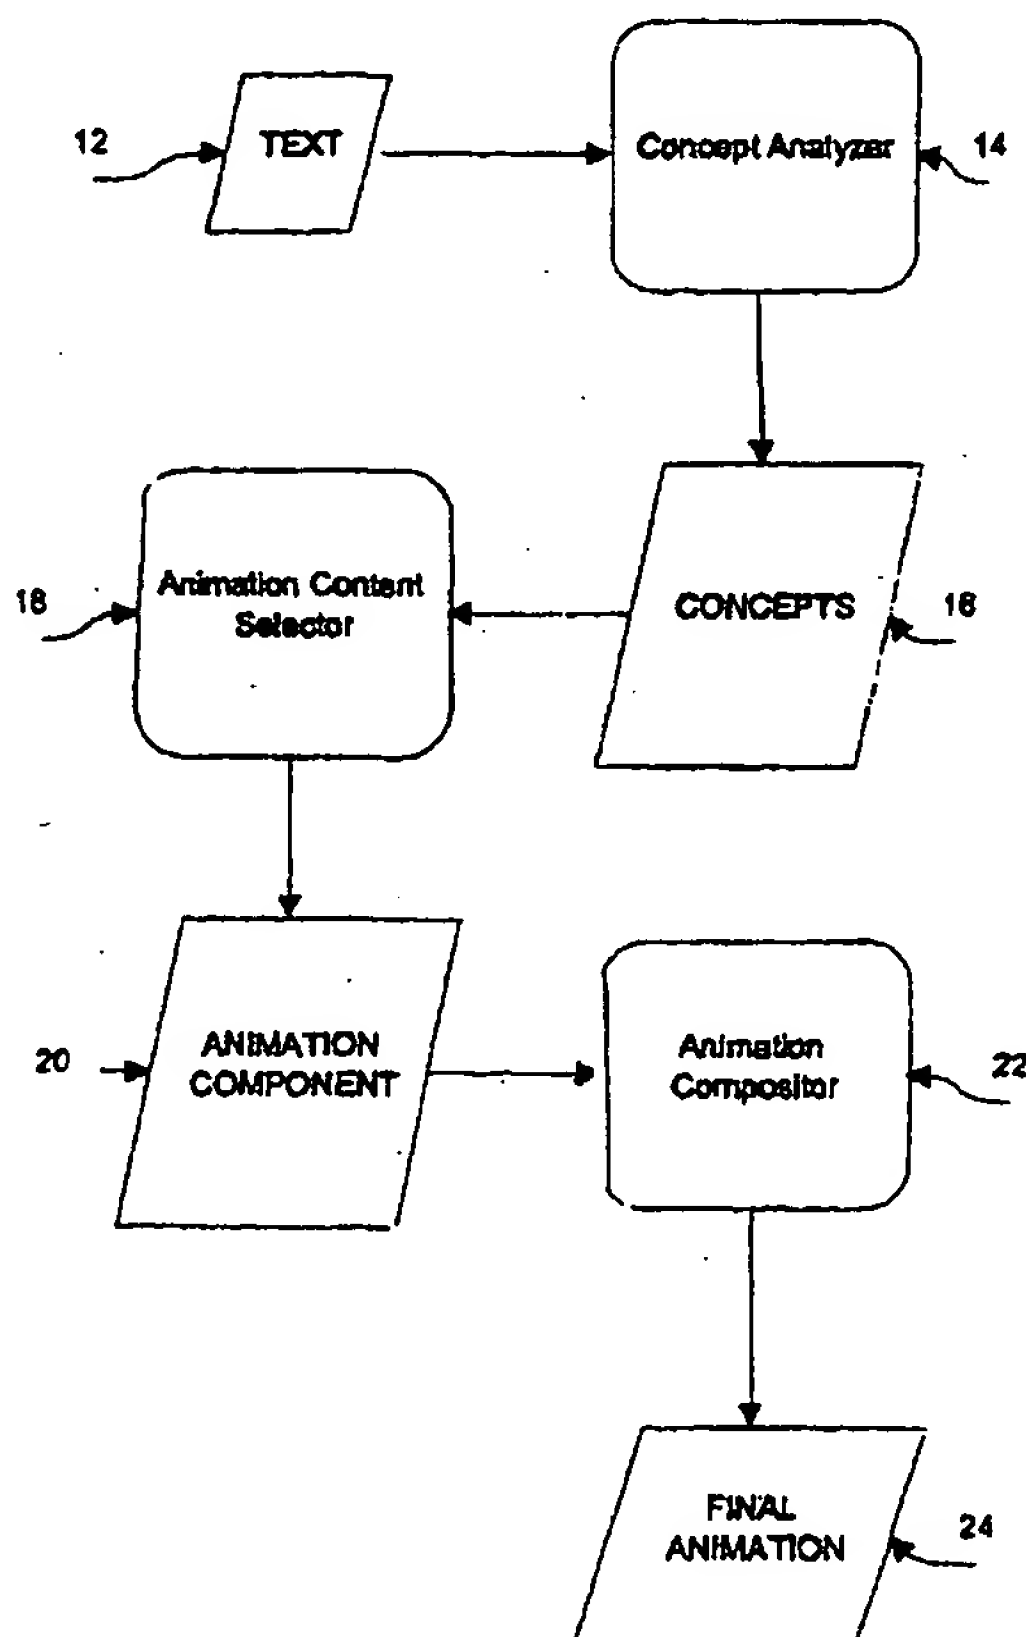 12
TEXT
Concept Analyzer
14
18
Animation Content
Selector
CONCEPTS
16
20
ANIMATION
COMPONENT
Animation
Compositor
22
FINAL
ANIMATION
24